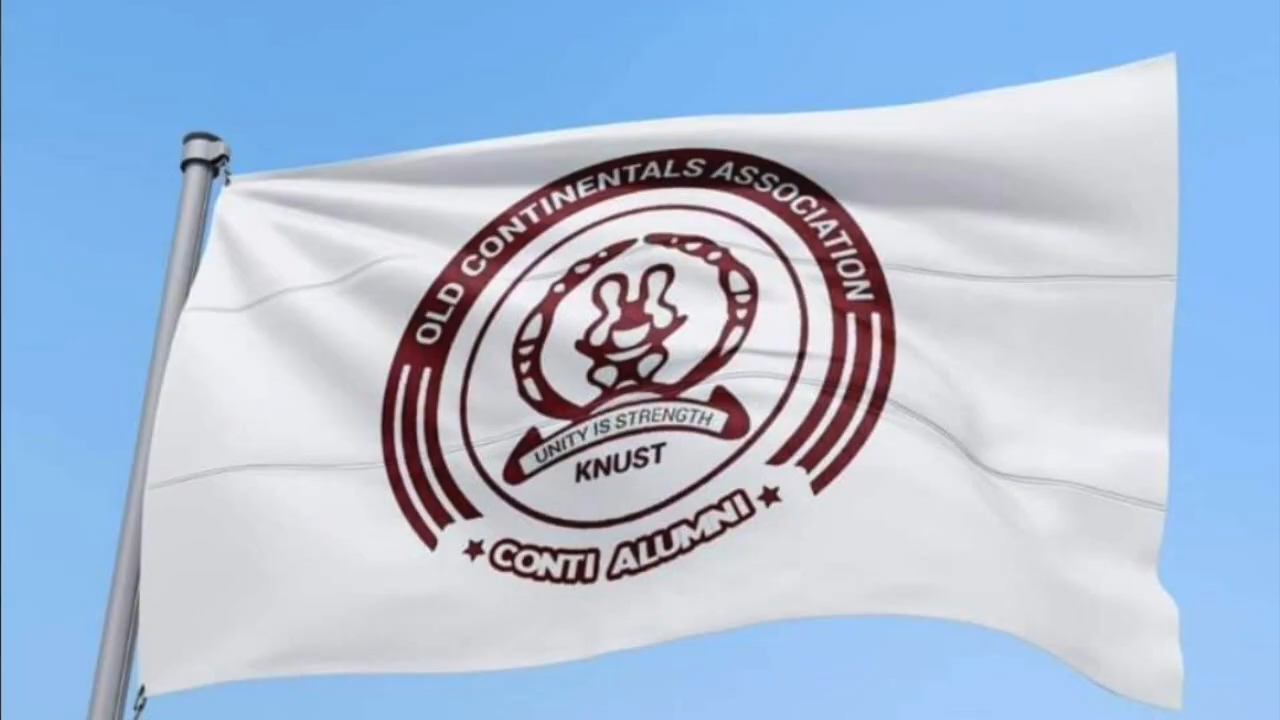 OLD CONTINENTALS ASSOCIATION
UNITY IS STRENGTH
KNUST
CONTI ALUMNI